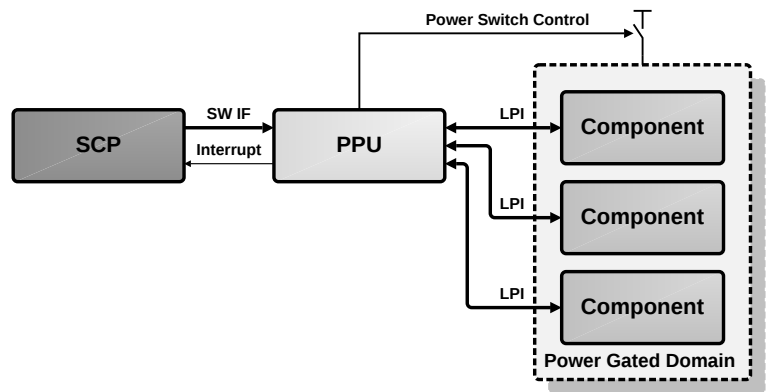 Power Switch Control
SCP
SW IF
Interrupt
PPU
LPI
Component
LPI
Component
LPI
Component
Power Gated Domain